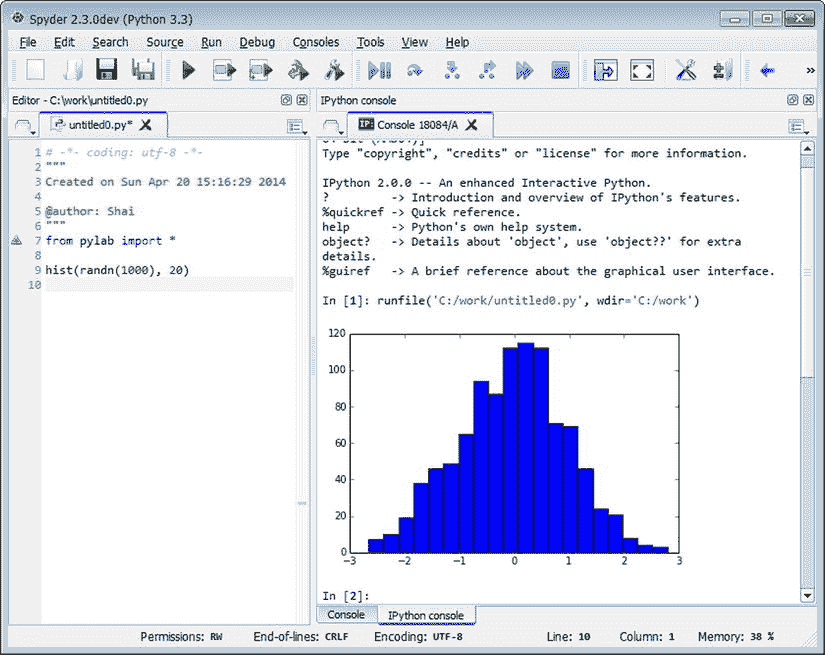 Spyder 2.3.0dev (Python 3.3)
File Edit Search Source Run Debug Consoles Tools View Help
Editor - C:\work\untitled0.py
untitled0.py*
1 # -*- coding: utf-8 -*-
2 """
3 Created on Sun Apr 20 15:16:29 2014
4
5 @author: Shai
6 """
7 from pylab import *
8
9 hist(randn(1000), 20)
10
IPython console
IP: Console 18084/A
Type "copyright", "credits" or "license" for more information.
IPython 2.0.0 -- An enhanced Interactive Python.
? -> Introduction and overview of IPython's features.
%quickref -> Quick reference.
help -> Python's own help system.
object? -> Details about 'object', use 'object??' for extra
details.
%guiref -> A brief reference about the graphical user interface.
In [1]: runfile('C:/work/untitled0.py', wdir='C:/work')
120
100
80
60
40
20
0
−3 −2 −1 0 1 2 3
In [2]:
Console IPython console
Permissions: RW End-of-lines: CRLF Encoding: UTF-8 Line: 10 Column: 1 Memory: 38 %